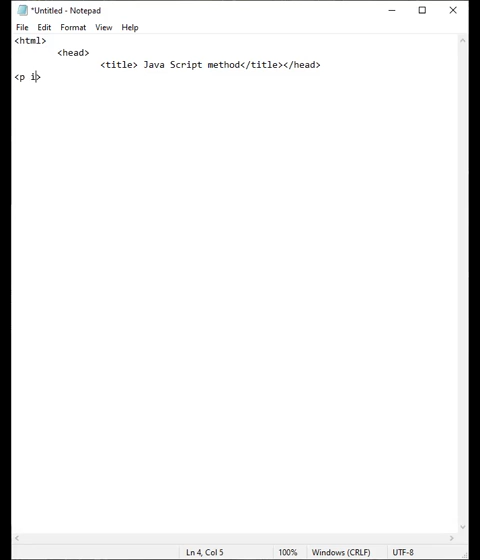 *Untitled - Notepad
File Edit Format View Help
<html>
<head>
<title> Java Script method</title></head>
<p i>
Ln 4, Col 5 100% Windows (CRLF) UTF-8